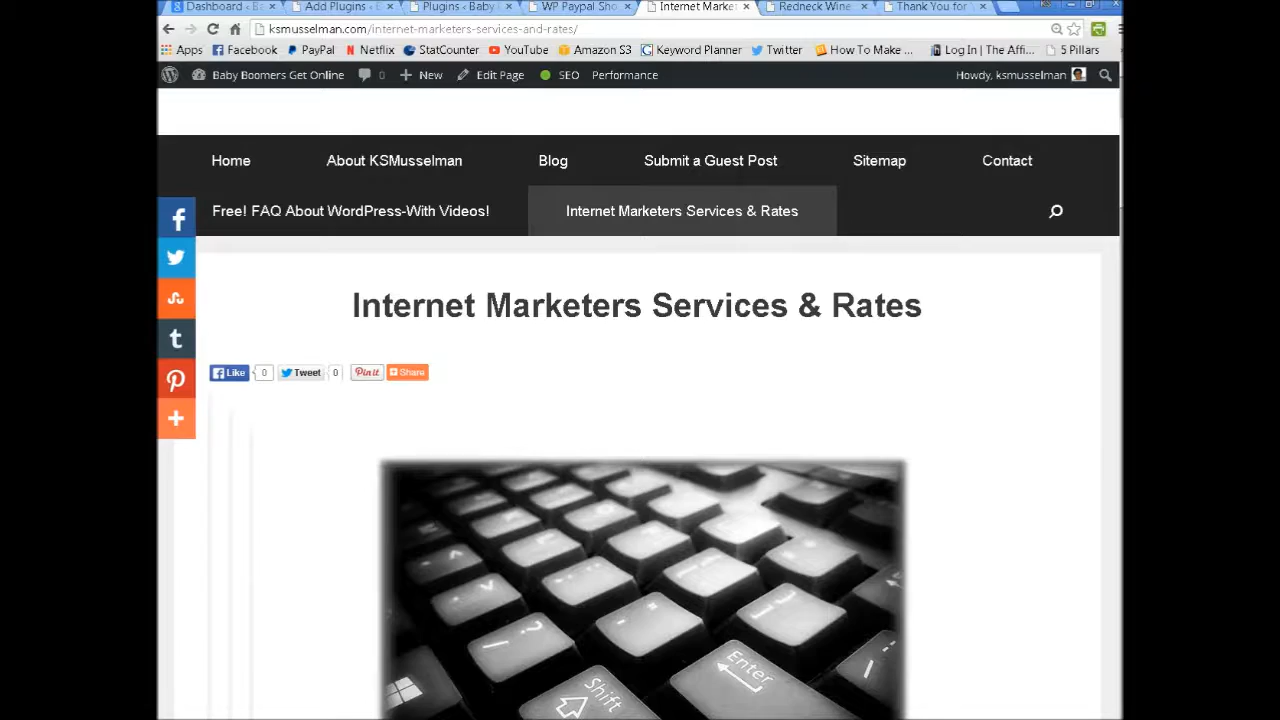 Dashboard ‹ B
Add Plugins ‹ E
Plugins ‹ Baby
WP Paypal Sho
Internet Marke
Redneck Wine
Thank You for
ksmusselman.com/internet-marketers-services-and-rates/
Apps Facebook PayPal Netflix StatCounter YouTube Amazon S3 Keyword Planner Twitter How To Make ... Log In | The Affi... 5 Pillars
Baby Boomers Get Online 0 New Edit Page SEO Performance Howdy, ksmusselman
Home About KSMusselman Blog Submit a Guest Post Sitemap Contact
Free! FAQ About WordPress-With Videos! Internet Marketers Services & Rates
Internet Marketers Services & Rates
Like 0 Tweet 0 Pin it Share
Enter
Shift